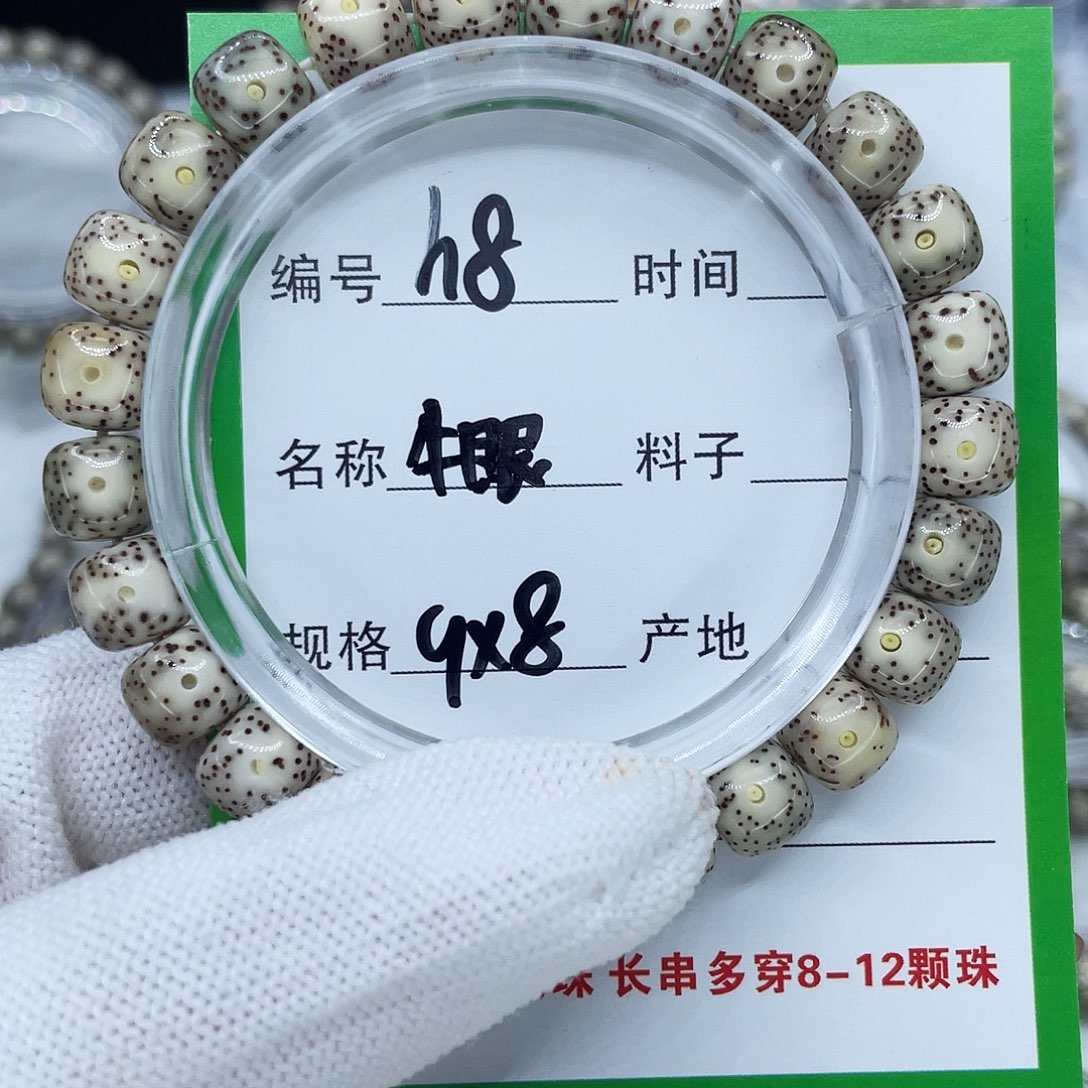 编号 h8 时间
名称 牛眼 料子
规格 9x8 产地
珠 长串多穿8-12颗珠